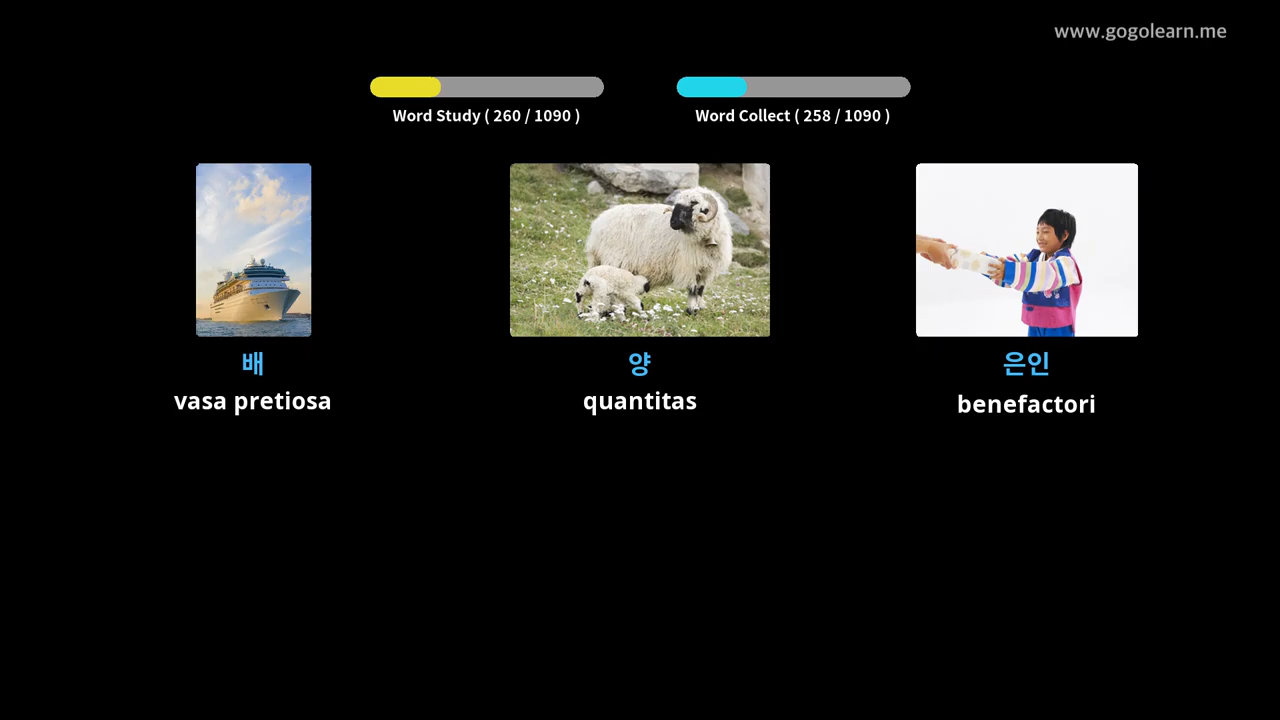 www.gogolearn.me
Word Study ( 260 / 1090 )
Word Collect ( 258 / 1090 )
배
vasa pretiosa
양
quantitas
은인
benefactori